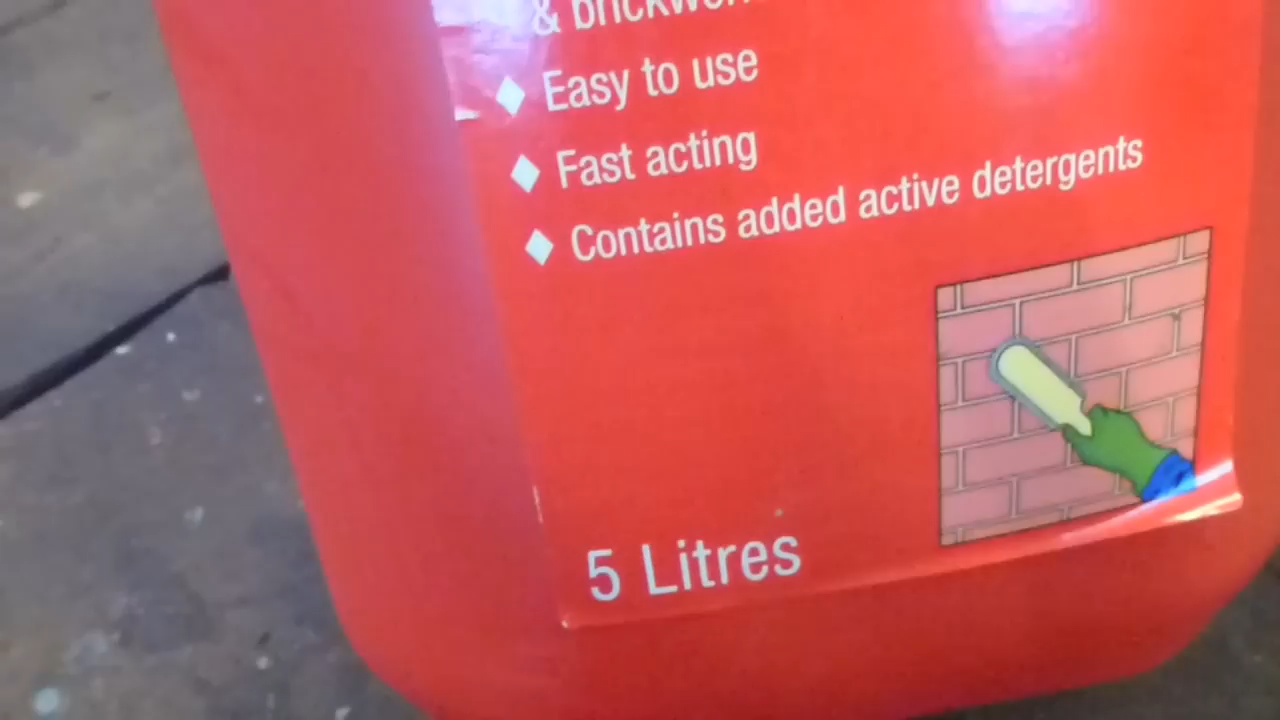 & brickwork
Easy to use
Fast acting
Contains added active detergents
5 Litres